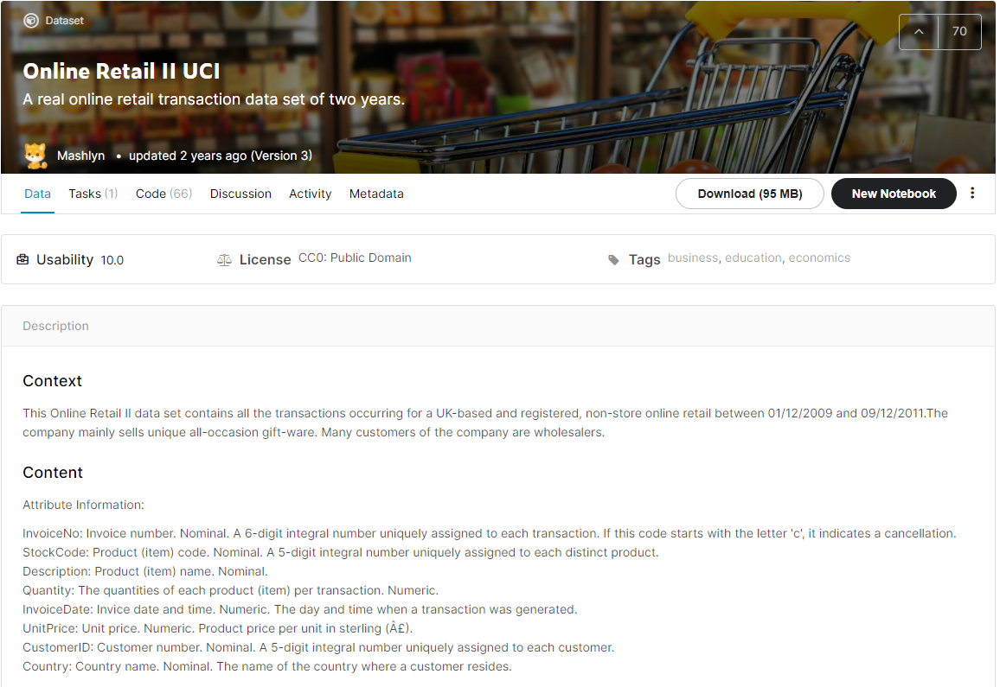 Dataset
70
Online Retail II UCI
A real online retail transaction data set of two years.
Mashlyn • updated 2 years ago (Version 3)
Data Tasks (1) Code (66) Discussion Activity Metadata Download (95 MB) New Notebook
Usability 10.0 License CC0: Public Domain Tags business, education, economics
Description
Context
This Online Retail II data set contains all the transactions occurring for a UK-based and registered, non-store online retail between 01/12/2009 and 09/12/2011.The
company mainly sells unique all-occasion gift-ware. Many customers of the company are wholesalers.
Content
Attribute Information:
InvoiceNo: Invoice number. Nominal. A 6-digit integral number uniquely assigned to each transaction. If this code starts with the letter 'c', it indicates a cancellation.
StockCode: Product (item) code. Nominal. A 5-digit integral number uniquely assigned to each distinct product.
Description: Product (item) name. Nominal.
Quantity: The quantities of each product (item) per transaction. Numeric.
InvoiceDate: Invice date and time. Numeric. The day and time when a transaction was generated.
UnitPrice: Unit price. Numeric. Product price per unit in sterling (Â£).
CustomerID: Customer number. Nominal. A 5-digit integral number uniquely assigned to each customer.
Country: Country name. Nominal. The name of the country where a customer resides.